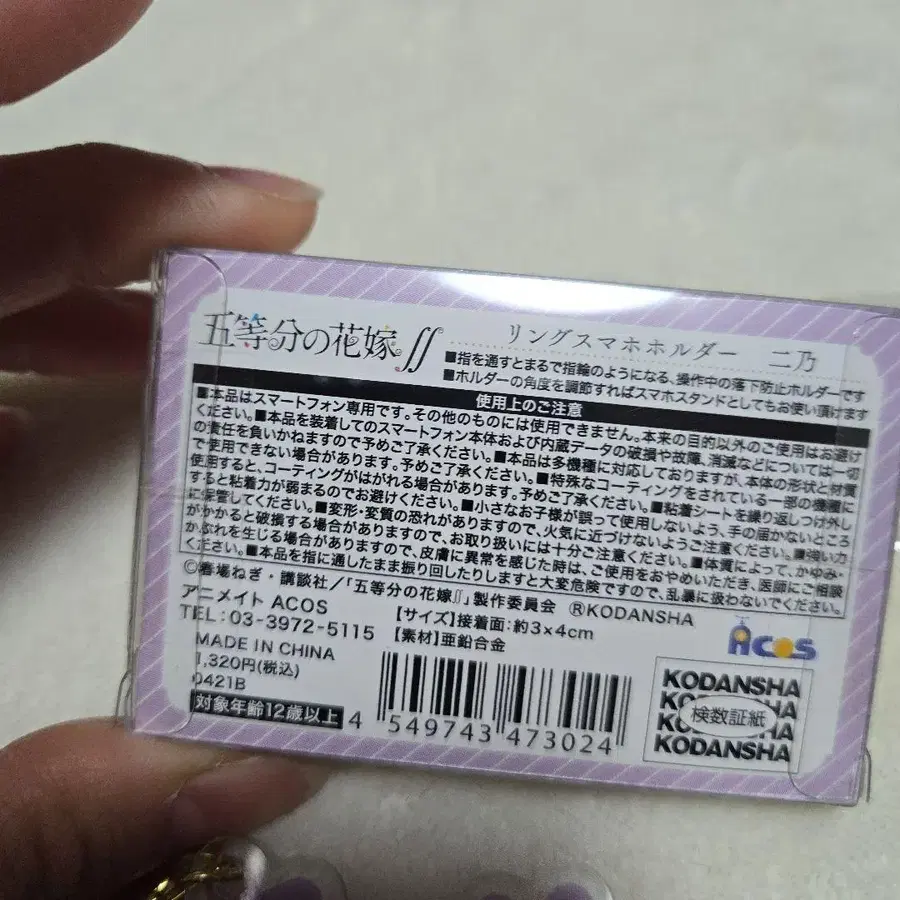 五等分の花嫁∬
リングスマホホルダー 二乃
■指を通すとまるで指輪のようになる、操作中の落下防止ホルダーです
■ホルダーの角度を調節すればスマホスタンドとしてもお使い頂けます
使用上のご注意
■本品はスマートフォン専用です。その他のものには使用できません。本来の目的以外のご使用はお避け
ください。■本品を装着してのスマートフォン本体および内蔵データの破損や故障、消滅などについては一切
の責任を負いかねますので予めご了承ください。■本品は多機種に対応しておりますが、本体の形状と材質
で使用できない場合があります。予めご了承ください。■特殊なコーティングをされている一部の機種に
使用すると、コーティングがはがれる場合があります。予めご了承ください。■粘着シートを繰り返しつけ外し
すると粘着力が弱まるのでお避けください。■小さなお子様が誤って使用しないよう、手の届かないところ
に保管してください。■変形・変質の恐れがありますので、火気に近づけないようご注意ください。■強い力
がかかると破損する場合がありますので、お取り扱いには十分ご注意ください。■体質によって、かゆみ・
かぶれを生じる場合がありますので、皮膚に異常を感じた時は、ご使用をおやめいただき、医師にご相談
ください。■本品を指に通したまま振り回したりしますと大変危険ですので、乱暴に扱わないでください。
©春場ねぎ・講談社／「五等分の花嫁∬」製作委員会 ®KODANSHA
アニメイト ACOS
TEL:03-3972-5115
【サイズ】接着面:約3×4cm
【素材】亜鉛合金
MADE IN CHINA
1,320円(税込)
0421B
対象年齢12歳以上
4 549743 473024
ACOS
KODANSHA
KODANSHA
検数証紙
KODANSHA
KODANSHA